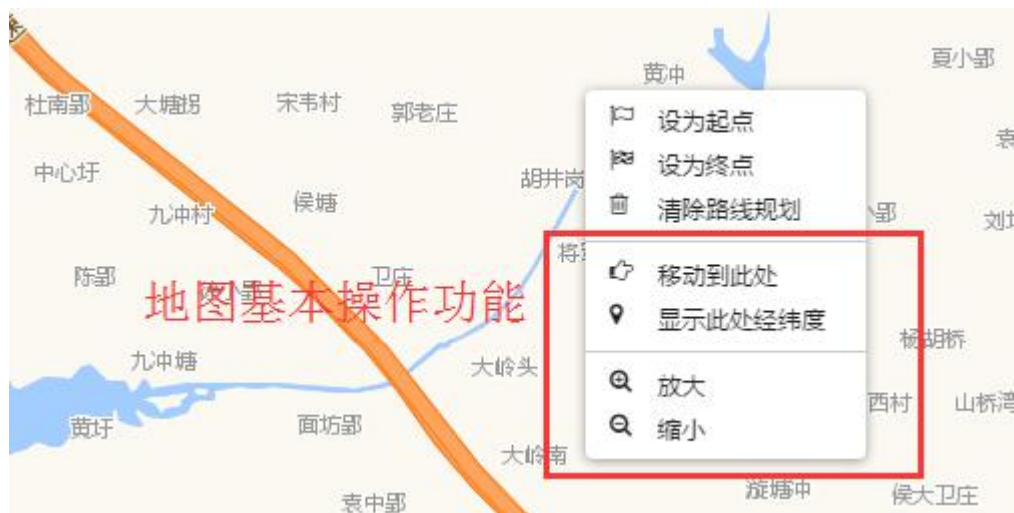 黄冲
夏小郢
杜南郢
大塘拐
宋韦村
郭老庄
设为起点
设为终点
清除路线规划
移动到此处
显示此处经纬度
放大
缩小
中心圩
胡井岗
九冲村
侯塘
陈郢
卫庄
地图基本操作功能
九冲塘
大岭头
杨胡桥
黄圩
面坊郢
西村
山桥湾
大岭南
漩塘冲
侯大卫庄
袁中郢